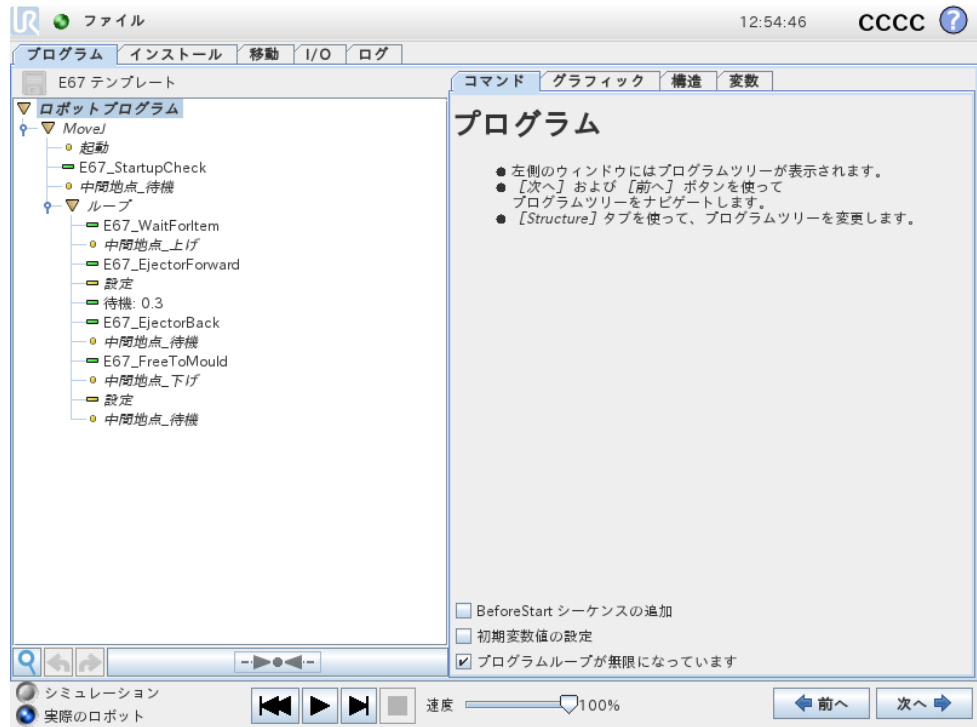 UR ファイル 12:54:46 CCCC ?
プログラム インストール 移動 I/O ログ
E67 テンプレート
ロボットプログラム
MoveJ
起動
E67_StartupCheck
中間地点_待機
ループ
E67_WaitForItem
中間地点_上げ
E67_EjectorForward
設定
待機: 0.3
E67_EjectorBack
中間地点_待機
E67_FreeToMould
中間地点_下げ
設定
中間地点_待機
コマンド グラフィック 構造 変数
プログラム
● 左側のウィンドウにはプログラムツリーが表示されます。
● [次へ] および [前へ] ボタンを使って
プログラムツリーをナビゲートします。
● [Structure] タブを使って、プログラムツリーを変更します。
BeforeStart シーケンスの追加
初期変数値の設定
プログラムループが無限になっています
シミュレーション
実際のロボット
速度 100%
前へ 次へ